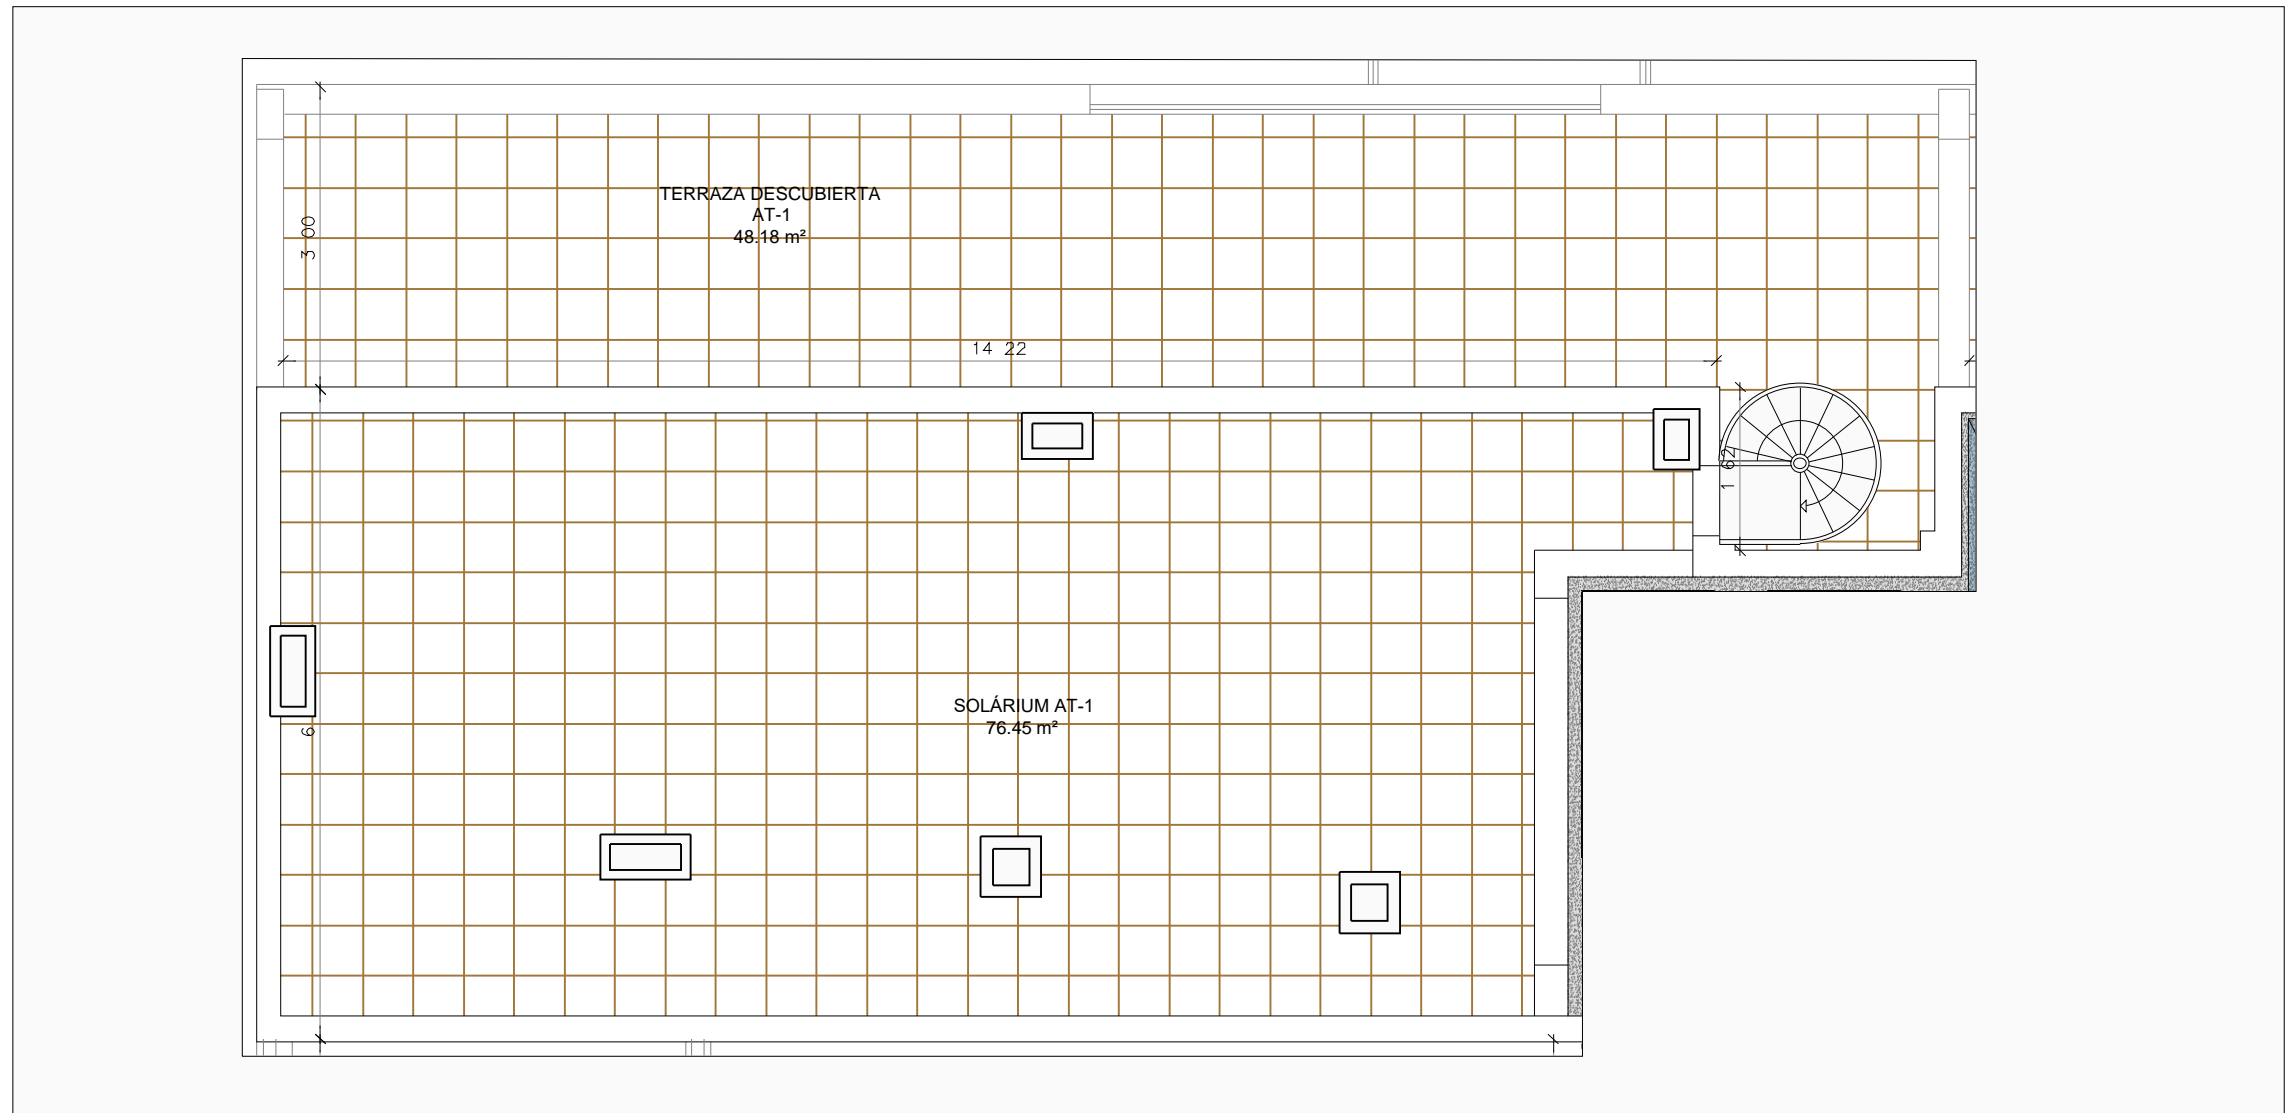 TERRAZA DESCUBIERTA
AT-1
48.18 m²
3 00
14 22
1 62
SOLÁRIUM AT-1
76.45 m²
6